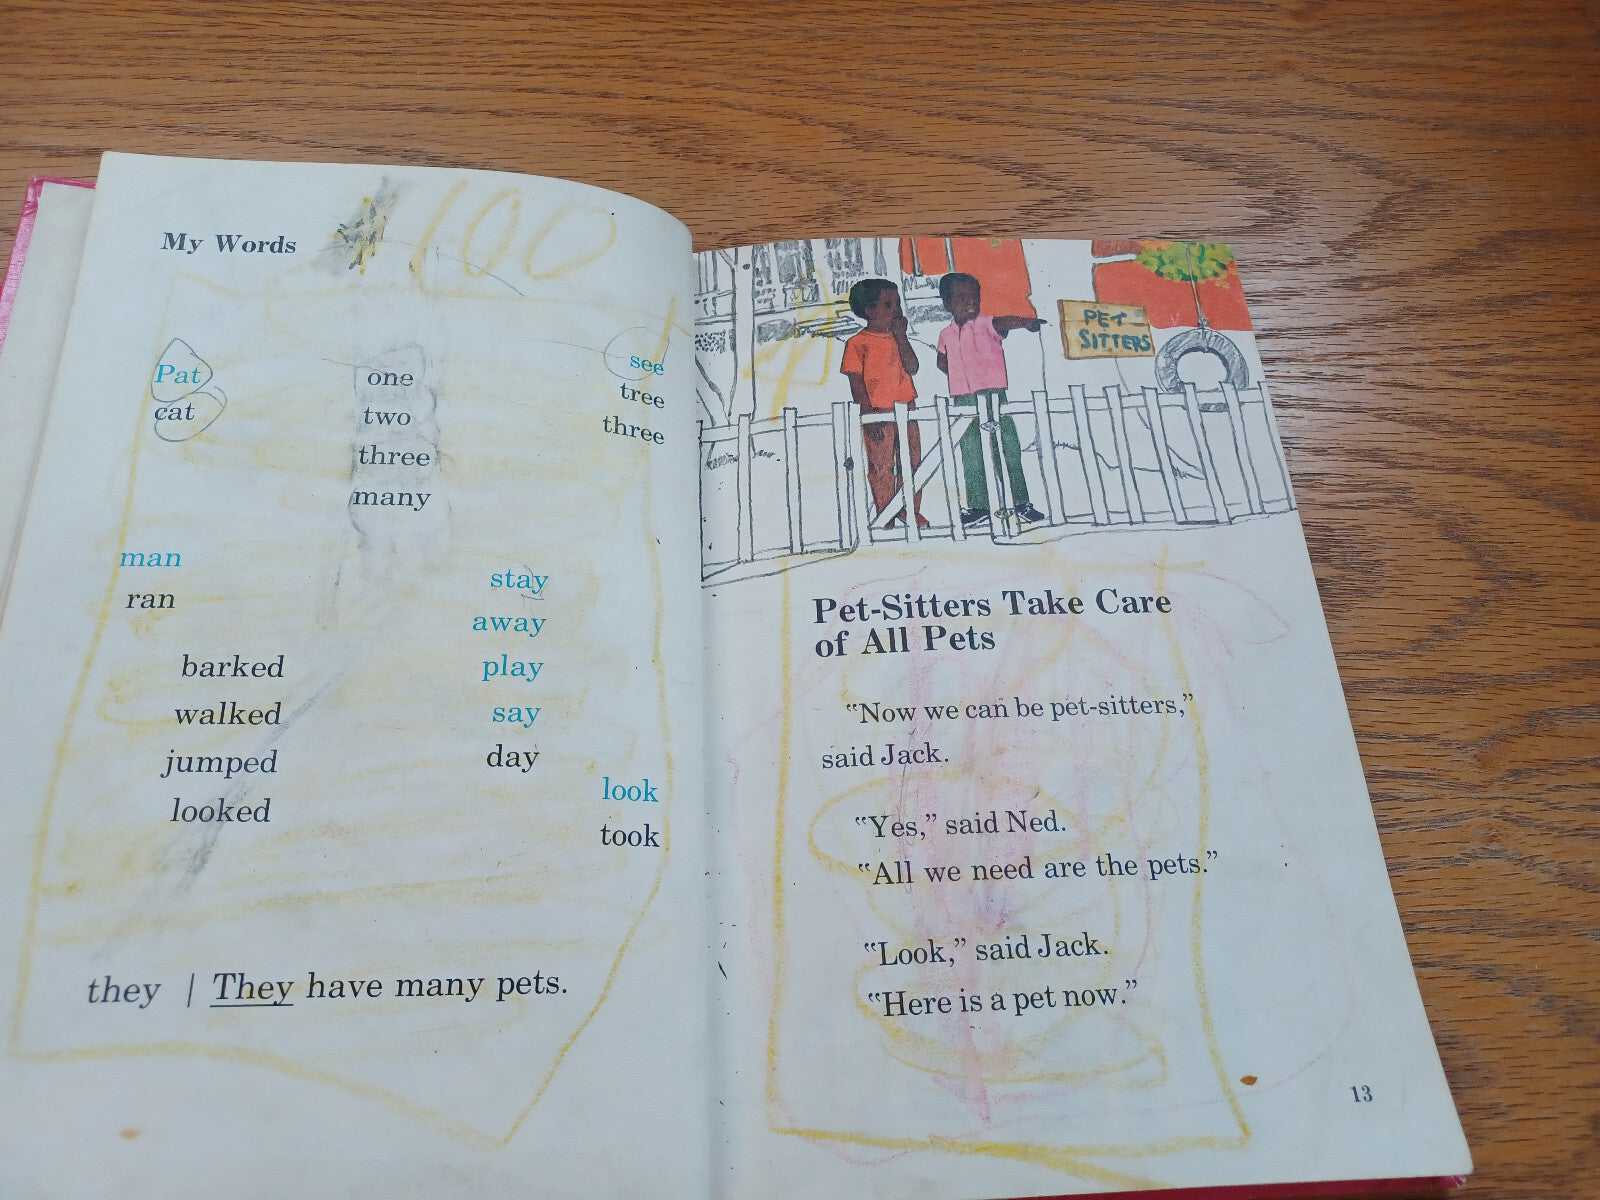 My Words
100
Pat
cat
one
two
three
many
see
tree
three
man
ran
barked
walked
jumped
looked
stay
away
play
say
day
look
took
they | They have many pets.
PET
SITTERS
Pet-Sitters Take Care
of All Pets
"Now we can be pet-sitters,"
said Jack.
"Yes," said Ned.
"All we need are the pets."
"Look," said Jack.
"Here is a pet now."
13